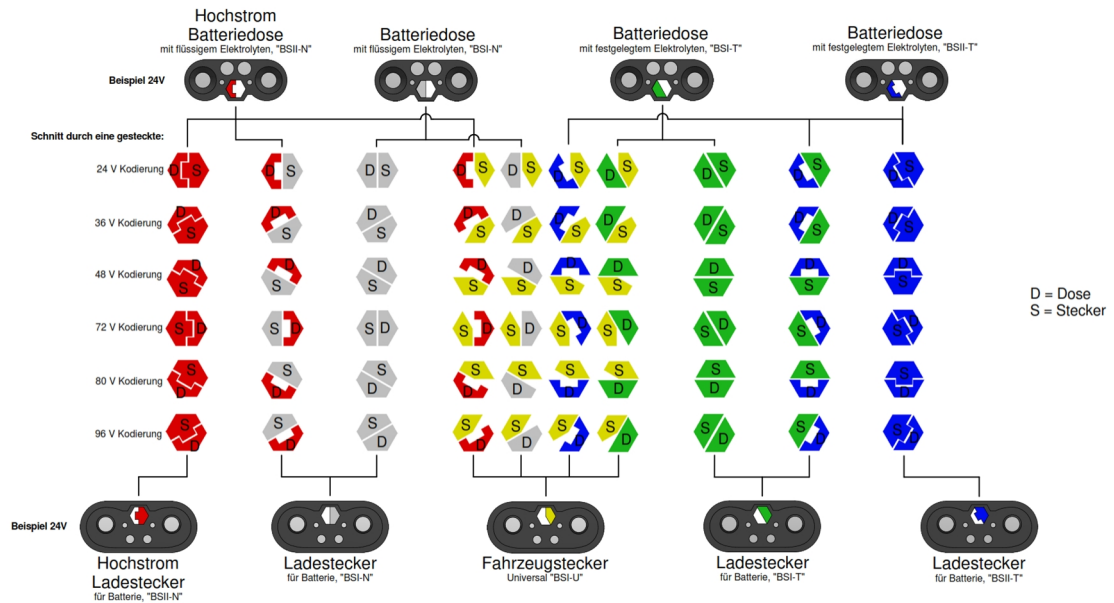 Hochstrom
Batteriedose
mit flüssigem Elektrolyten, "BSII-N"
Batteriedose
mit flüssigem Elektrolyten, "BSI-N"
Batteriedose
mit festgelegtem Elektrolyten, "BSI-T"
Batteriedose
mit festgelegtem Elektrolyten, "BSII-T"
Beispiel 24V
Schnitt durch eine gesteckte:
24 V Kodierung D S D S D S D S D S D S D S D S D S D S
36 V Kodierung D S D S D S D S D S D S D S D S D S D S
48 V Kodierung D S D S D S D S D S D S D S D S D S D S
72 V Kodierung S D S D S D S D S D S D S D S D S D S D
80 V Kodierung S D S D S D S D S D S D S D S D S D S D
96 V Kodierung S D S D S D S D S D S D S D S D S D S D
D = Dose
S = Stecker
Beispiel 24V
Hochstrom
Ladestecker
für Batterie, "BSII-N"
Ladestecker
für Batterie, "BSI-N"
Fahrzeugstecker
Universal "BSI-U"
Ladestecker
für Batterie, "BSI-T"
Ladestecker
für Batterie, "BSII-T"